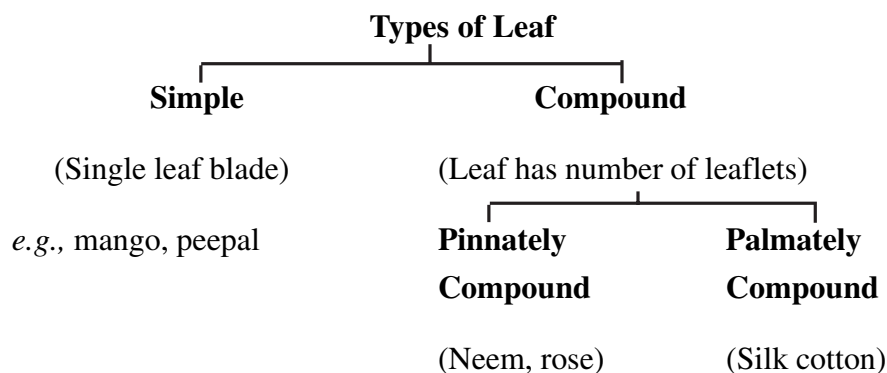 Types of Leaf
Simple Compound
(Single leaf blade) (Leaf has number of leaflets)
e.g., mango, peepal Pinnately Palmately
Compound Compound
(Neem, rose) (Silk cotton)